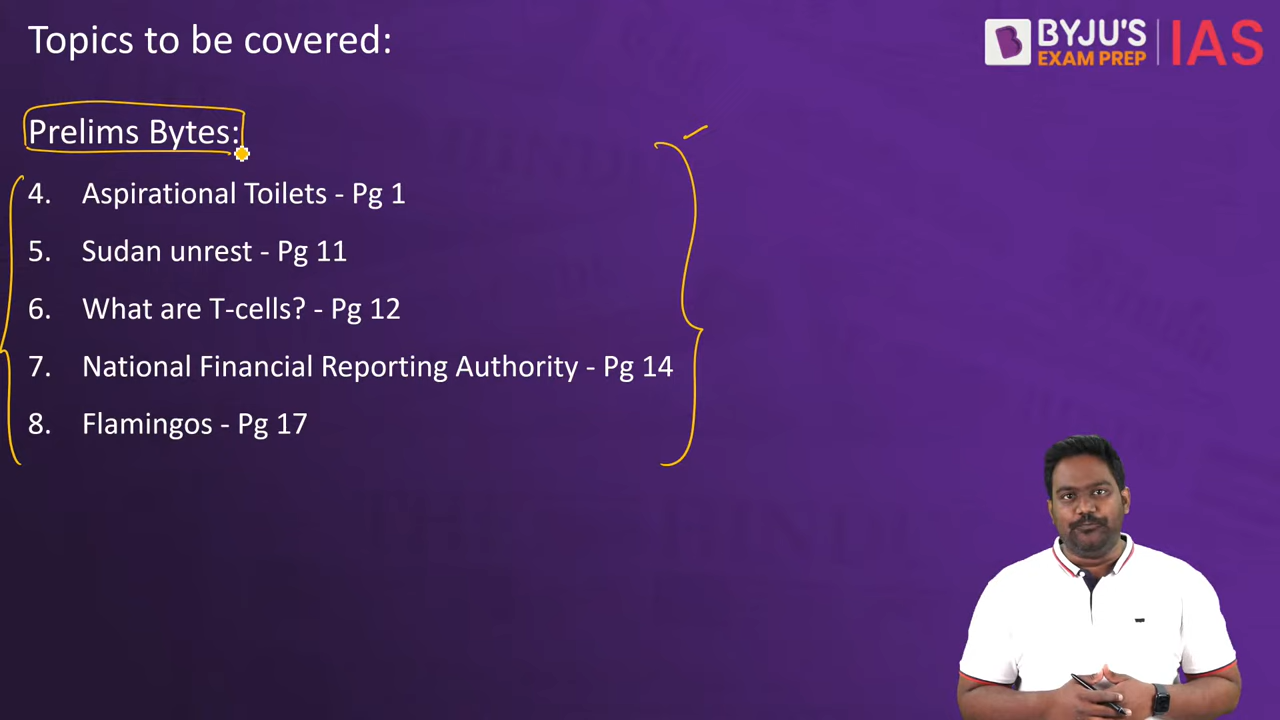 Topics to be covered:
BYJU'S
EXAM PREP
IAS
Prelims Bytes:
4. Aspirational Toilets - Pg 1
5. Sudan unrest - Pg 11
6. What are T-cells? - Pg 12
7. National Financial Reporting Authority - Pg 14
8. Flamingos - Pg 17